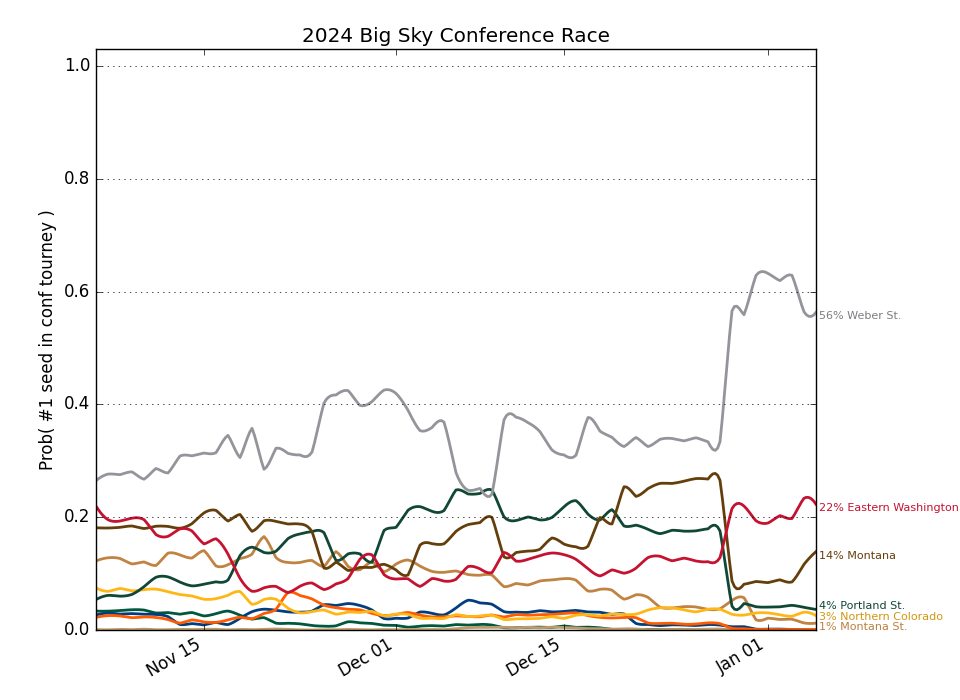 2024 Big Sky Conference Race
Prob( #1 seed in conf tourney )
1.0
0.8
0.6
0.4
0.2
0.0
56% Weber St.
22% Eastern Washington
14% Montana
4% Portland St.
3% Northern Colorado
1% Montana St.
Nov 15
Dec 01
Dec 15
Jan 01